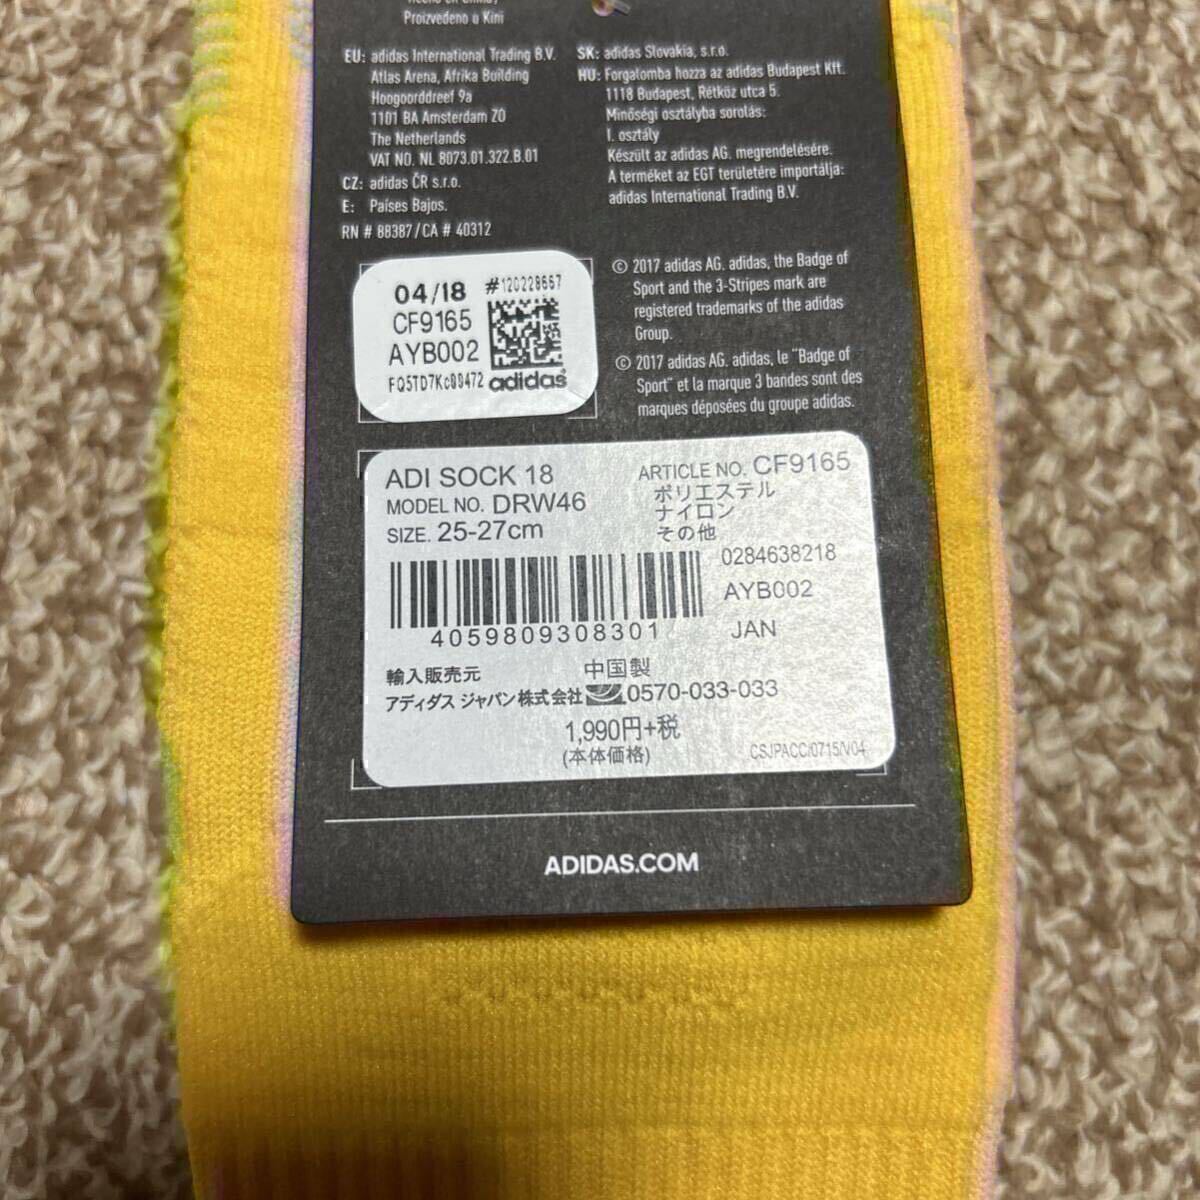 Proizvedeno u Kini
EU: adidas International Trading B.V.
Atlas Arena, Afrika Building
Hoogoorddreef 9a
1101 BA Amsterdam ZO
The Netherlands
VAT NO. NL 8073.01.322.B.01
CZ: adidas ČR s.r.o.
E: Países Bajos.
RN # 88387/CA # 40312
SK: adidas Slovakia, s.r.o.
HU: Forgalomba hozza az adidas Budapest Kft.
1118 Budapest, Rétköz utca 5.
Minőségi osztályba sorolás:
I. osztály
Készült az adidas AG. megrendelésére.
A terméket az EGT területére importálja:
adidas International Trading B.V.
© 2017 adidas AG. adidas, the Badge of
Sport and the 3-Stripes mark are
registered trademarks of the adidas
Group.
© 2017 adidas AG. adidas, le "Badge of
Sport" et la marque 3 bandes sont des
marques déposées du groupe adidas.
04/18 #120228667
CF9165
AYB002
FQ5TD7Kc88472 adidas
ADI SOCK 18 ARTICLE NO. CF9165
MODEL NO. DRW46 ポリエステル
ナイロン
SIZE. 25-27cm その他
0284638218
AYB002
4059809308301 JAN
輸入販売元 中国製
アディダス ジャパン株式会社 0570-033-033
1,990円+税
(本体価格) CSJPACC/0715/V04
ADIDAS.COM